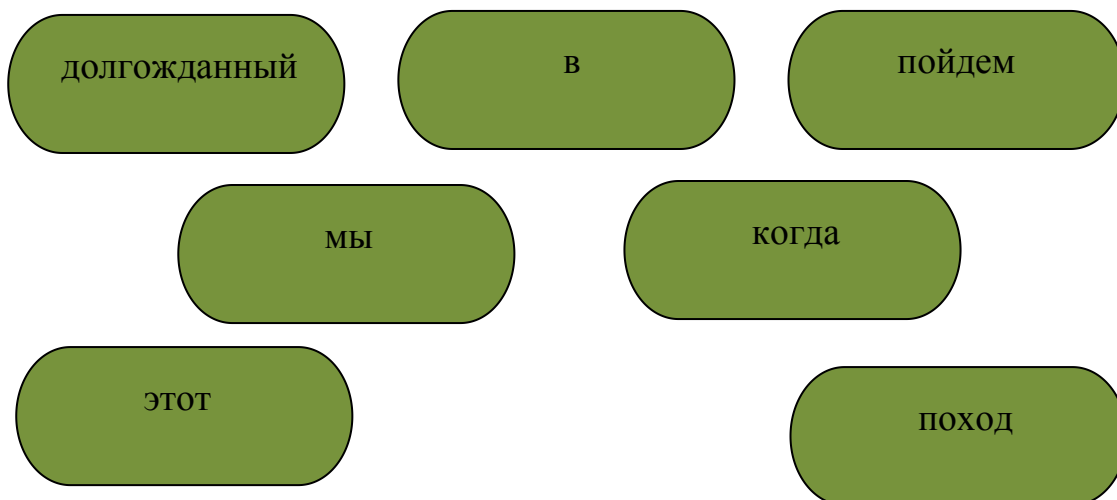 долгожданный
в
пойдем
мы
когда
этот
поход